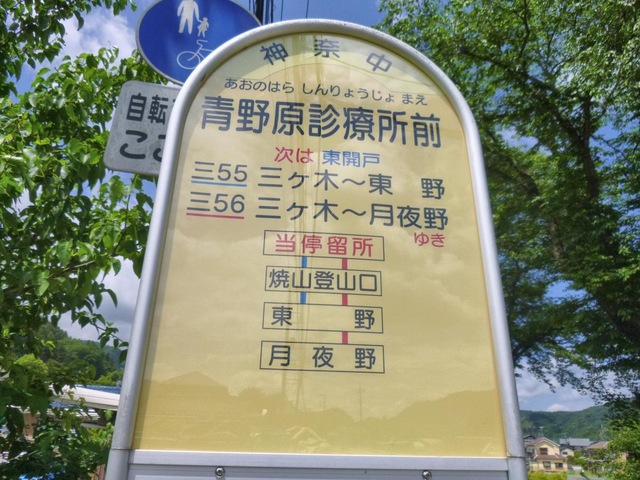 神奈中
あおのはら しんりょうじょ まえ
青野原診療所前
次は 東開戸
三55 三ケ木～東 野
三56 三ケ木～月夜野
ゆき
当停留所
焼山登山口
東 野
月夜野
自転
こ